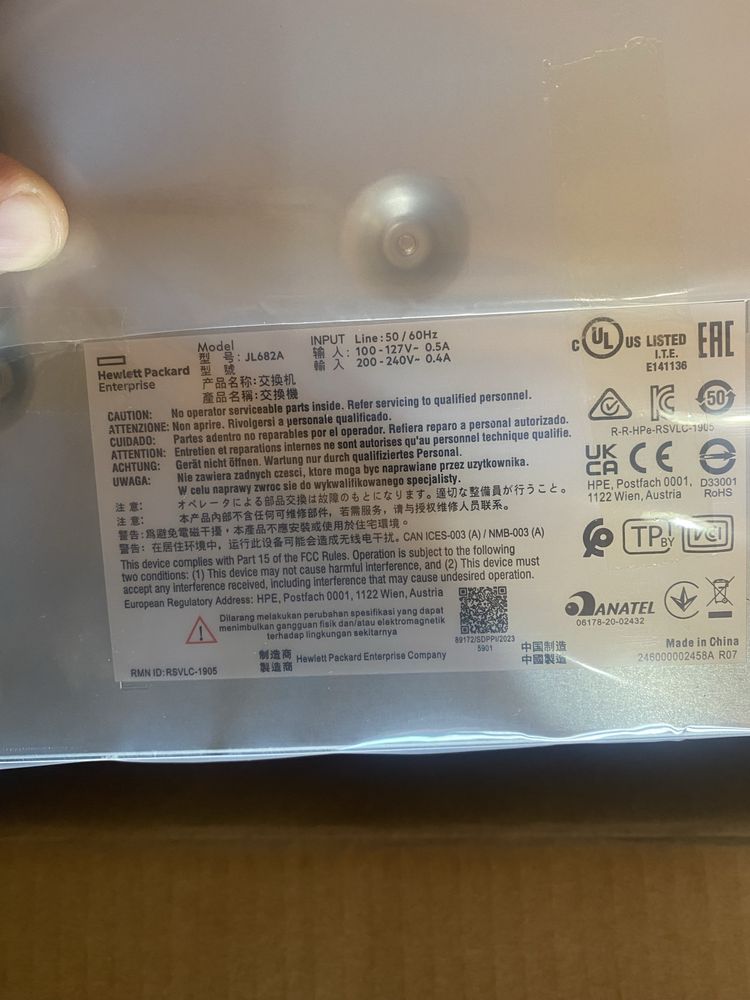 Hewlett Packard
Enterprise
Model
型 号: JL682A
型 號
产品名称:交换机
產品名稱:交換機
INPUT Line: 50 / 60Hz
输 入: 100 - 127V~ 0.5A
輸 入 200 - 240V~ 0.4A
CAUTION: No operator serviceable parts inside. Refer servicing to qualified personnel.
ATTENZIONE: Non aprire. Rivolgersi a personale qualificado.
CUIDADO: Partes adentro no reparables por el operador. Refiera reparo a personal autorizado.
ATTENTION: Entretien et reparations internes ne sont autorises qu'au personnel technique qualifie.
ACHTUNG: Gerät nicht öffnen. Wartung nur durch qualifiziertes Personal.
UWAGA: Nie zawiera zadnych czesci, ktore moga byc naprawiane przez uzytkownika.
W celu naprawy zwroc sie do wykwalifikowanego specjalisty.
注 意: オペレータによる部品交換は故障のもとになります。適切な整備員が行うこと。
注 意: 本产品内部不含任何可维修部件,若需服务,请与授权维修人员联系。
警告: 爲避免電磁干擾,本產品不應安裝或使用於住宅環境。
警告: 在居住环境中,运行此设备可能会造成无线电干扰。CAN ICES-003 (A) / NMB-003 (A)
This device complies with Part 15 of the FCC Rules. Operation is subject to the following
two conditions: (1) This device may not cause harmful interference, and (2) This device must
accept any interference received, including interference that may cause undesired operation.
European Regulatory Address: HPE, Postfach 0001, 1122 Wien, Austria
Dilarang melakukan perubahan spesifikasi yang dapat
menimbulkan gangguan fisik dan/atau elektromagnetik
terhadap lingkungan sekitarnya
89172/SDPPI/2023
5901
制造商
製造商
Hewlett Packard Enterprise Company
中国制造
中國製造
RMN ID: RSVLC-1905
C UL US LISTED
I.T.E.
E141136
EAC
50
R-R-HPe-RSVLC-1905
UK
CA
CE
HPE, Postfach 0001,
1122 Wien, Austria
D33001
RoHS
TP BY
VCCI
ANATEL
06178-20-02432
Made in China
246000002458A R07